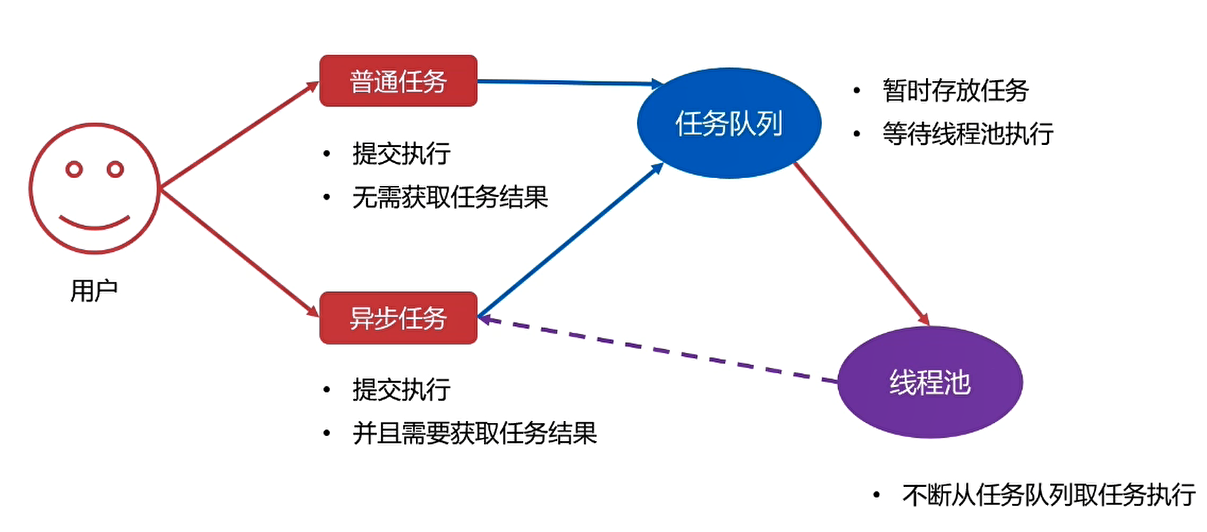 普通任务
• 提交执行
• 无需获取任务结果
任务队列
• 暂时存放任务
• 等待线程池执行
用户
异步任务
• 提交执行
• 并且需要获取任务结果
线程池
• 不断从任务队列取任务执行